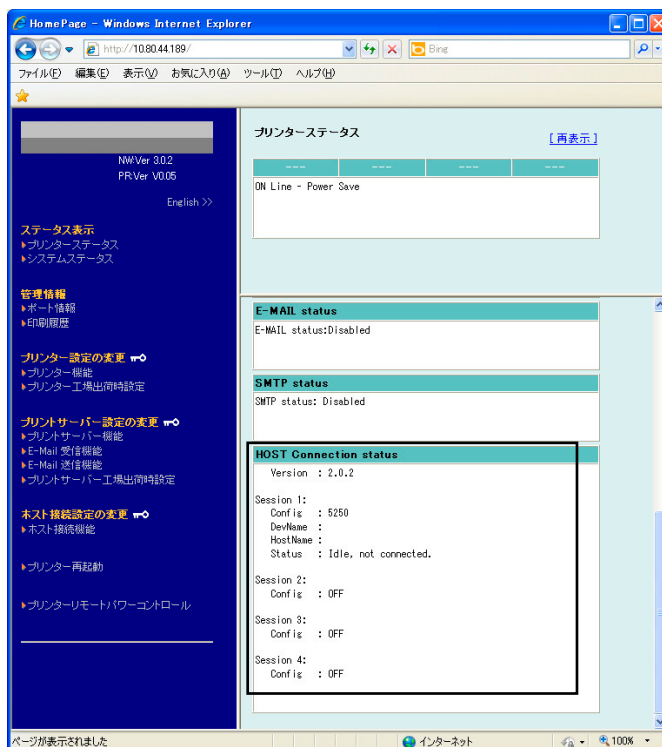 HomePage - Windows Internet Explorer
http://10.80.44.189/
Bing
ファイル(F) 編集(E) 表示(V) お気に入り(A) ツール(T) ヘルプ(H)
NW:Ver 3.0.2
PR:Ver V0.05
English >>
ステータス表示
プリンターステータス
システムステータス
管理情報
ポート情報
印刷履歴
プリンター設定の変更
プリンター機能
プリンター工場出荷時設定
プリントサーバー設定の変更
プリントサーバー機能
E-Mail 受信機能
E-Mail 送信機能
プリントサーバー工場出荷時設定
ホスト接続設定の変更
ホスト接続機能
プリンター再起動
プリンターリモートパワーコントロール
プリンターステータス
[ 再表示 ]
--- --- --- ---
ON Line - Power Save
E-MAIL status
E-MAIL status:Disabled
SMTP status
SMTP status: Disabled
HOST Connection status
Version : 2.0.2
Session 1:
Config : 5250
DevName :
HostName :
Status : Idle, not connected.
Session 2:
Config : OFF
Session 3:
Config : OFF
Session 4:
Config : OFF
ページが表示されました インターネット 100%